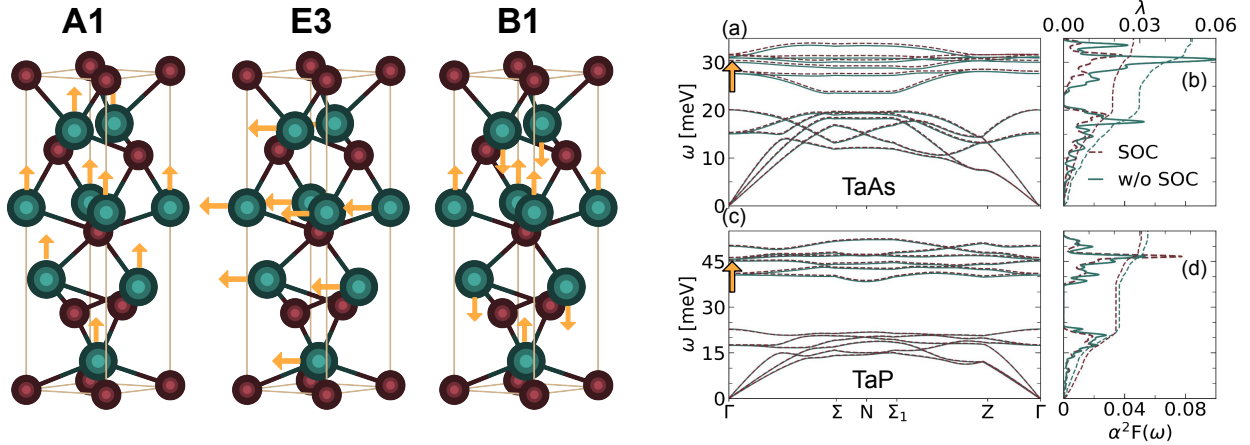 A1 E3 B1
(a)
ω [meV]
30
20
10
0
TaAs
λ
0.00 0.03 0.06
(b)
SOC
w/o SOC
(c)
ω [meV]
45
30
15
0
TaP
Γ Σ N Σ₁ Z Γ
(d)
0 0.04 0.08
α²F(ω)